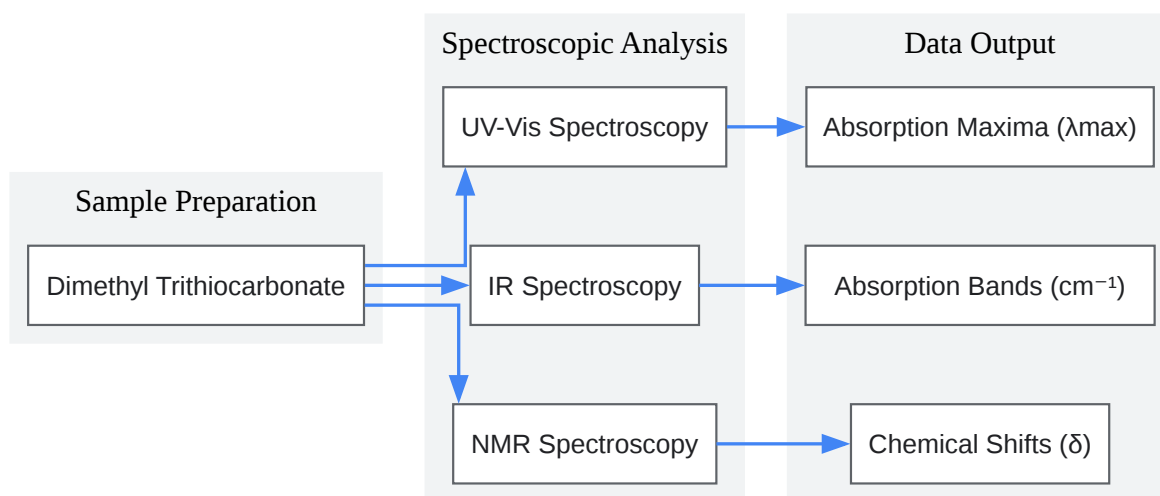 Sample Preparation
Dimethyl Trithiocarbonate
Spectroscopic Analysis
UV-Vis Spectroscopy
IR Spectroscopy
NMR Spectroscopy
Data Output
Absorption Maxima (λmax)
Absorption Bands (cm⁻¹)
Chemical Shifts (δ)